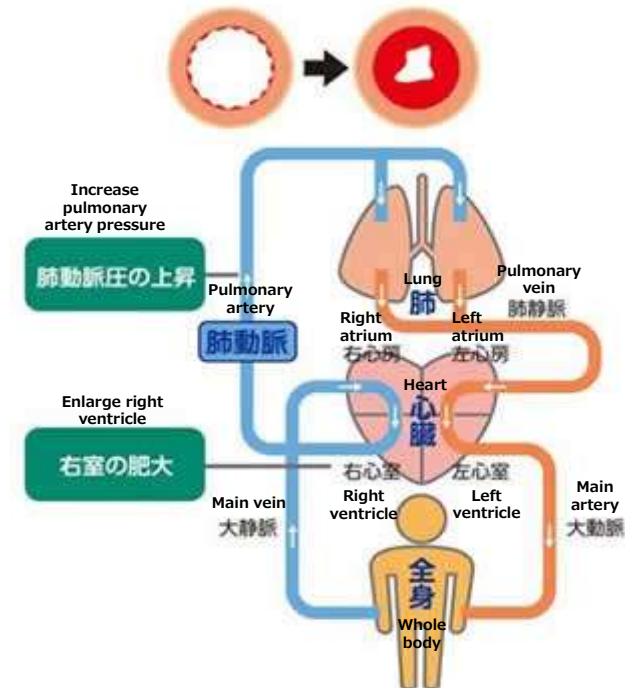 Increase
pulmonary
artery pressure
肺動脈圧の上昇
Pulmonary
artery
肺動脈
Lung
肺
Pulmonary
vein
肺静脈
Right
atrium
右心房
Left
atrium
左心房
Heart
心臓
Enlarge right
ventricle
右室の肥大
右心室
Right
ventricle
左心室
Left
ventricle
Main vein
大静脈
Main
artery
大動脈
全身
Whole
body